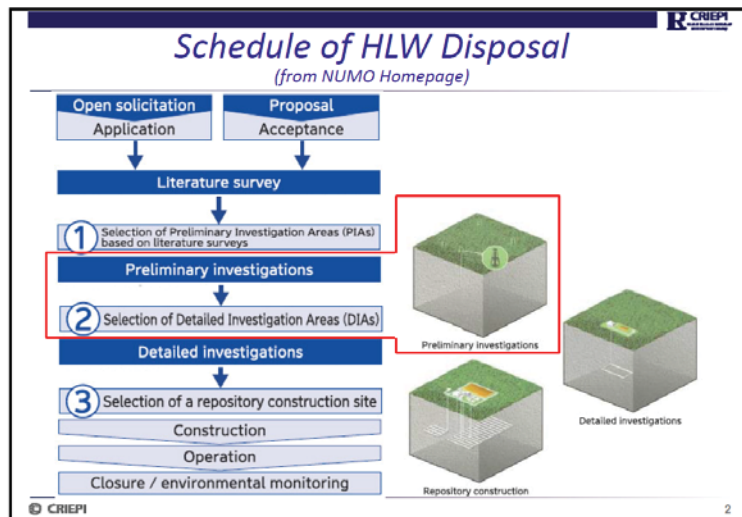 CRIEPI
Schedule of HLW Disposal
(from NUMO Homepage)
Open solicitation
Application
Proposal
Acceptance
Literature survey
1 Selection of Preliminary Investigation Areas (PIAs)
based on literature surveys
Preliminary investigations
2 Selection of Detailed Investigation Areas (DIAs)
Detailed investigations
3 Selection of a repository construction site
Construction
Operation
Closure / environmental monitoring
Preliminary investigations
Detailed investigations
Repository construction
© CRIEPI
2